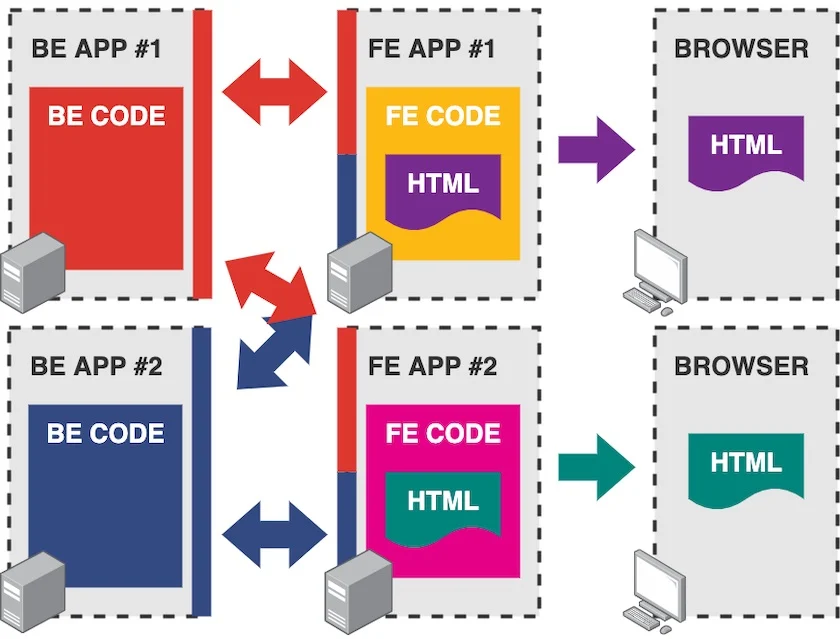 BE APP #1
BE CODE
FE APP #1
FE CODE
HTML
BROWSER
HTML
BE APP #2
BE CODE
FE APP #2
FE CODE
HTML
BROWSER
HTML